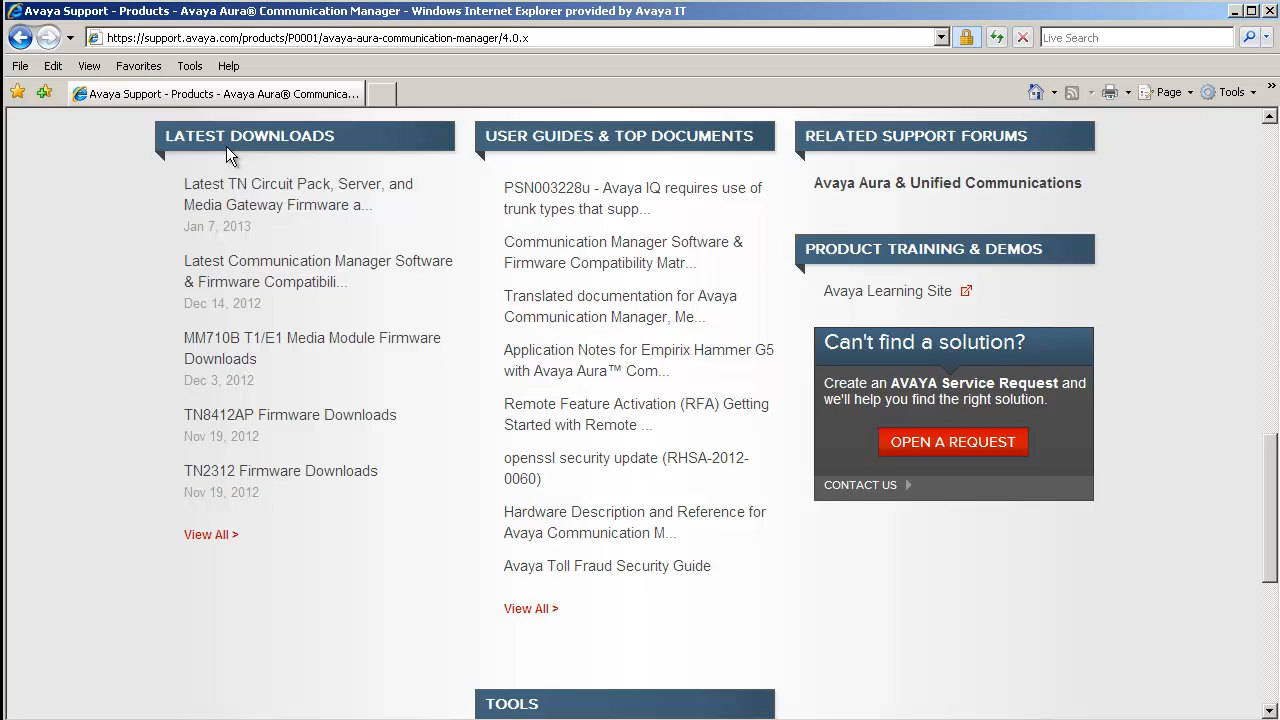 Avaya Support - Products - Avaya Aura® Communication Manager - Windows Internet Explorer provided by Avaya IT
https://support.avaya.com/products/P0001/avaya-aura-communication-manager/4.0.x
Live Search
File Edit View Favorites Tools Help
Avaya Support - Products - Avaya Aura® Communica...
Page Tools
LATEST DOWNLOADS
Latest TN Circuit Pack, Server, and
Media Gateway Firmware a...
Jan 7, 2013
Latest Communication Manager Software
& Firmware Compatibili...
Dec 14, 2012
MM710B T1/E1 Media Module Firmware
Downloads
Dec 3, 2012
TN8412AP Firmware Downloads
Nov 19, 2012
TN2312 Firmware Downloads
Nov 19, 2012
View All >
USER GUIDES & TOP DOCUMENTS
PSN003228u - Avaya IQ requires use of
trunk types that supp...
Communication Manager Software &
Firmware Compatibility Matr...
Translated documentation for Avaya
Communication Manager, Me...
Application Notes for Empirix Hammer G5
with Avaya Aura™ Com...
Remote Feature Activation (RFA) Getting
Started with Remote ...
openssl security update (RHSA-2012-
0060)
Hardware Description and Reference for
Avaya Communication M...
Avaya Toll Fraud Security Guide
View All >
TOOLS
RELATED SUPPORT FORUMS
Avaya Aura & Unified Communications
PRODUCT TRAINING & DEMOS
Avaya Learning Site
Can't find a solution?
Create an AVAYA Service Request and
we'll help you find the right solution.
OPEN A REQUEST
CONTACT US